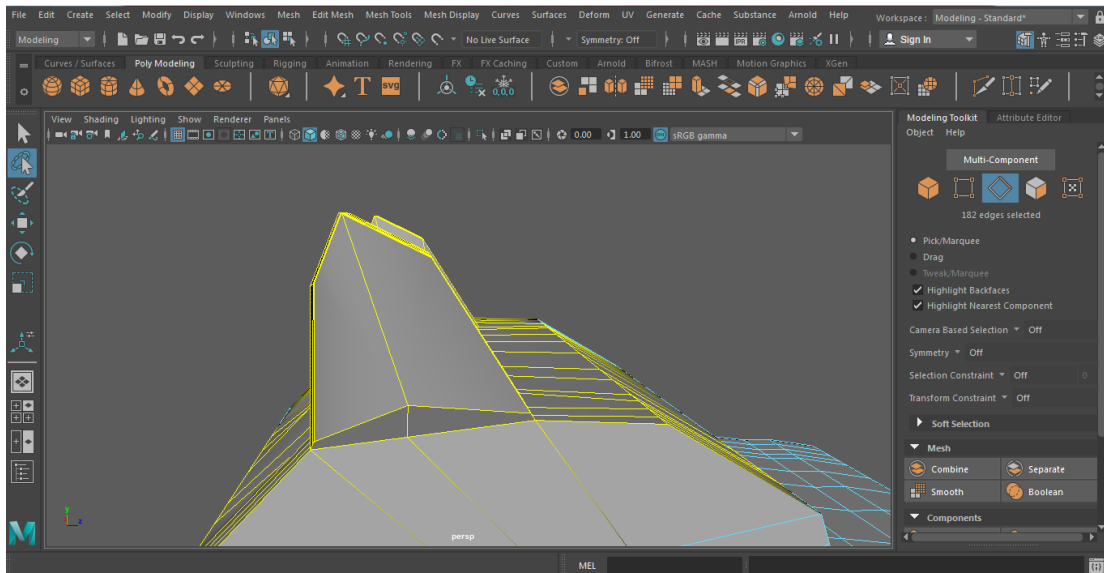 File Edit Create Select Modify Display Windows Mesh Edit Mesh Mesh Tools Mesh Display Curves Surfaces Deform UV Generate Cache Substance Arnold Help Workspace : Modeling - Standard*
Modeling No Live Surface Symmetry: Off Sign In
Curves / Surfaces Poly Modeling Sculpting Rigging Animation Rendering FX FX Caching Custom Arnold Bifrost MASH Motion Graphics XGen
T SVG 0,0,0
View Shading Lighting Show Renderer Panels
0.00 1.00 sRGB gamma
Modeling Toolkit Attribute Editor
Object Help
Multi-Component
182 edges selected
Pick/Marquee
Drag
Tweak/Marquee
Highlight Backfaces
Highlight Nearest Component
Camera Based Selection Off
Symmetry Off
Selection Constraint Off 0
Transform Constraint Off
Soft Selection
Mesh
Combine Separate
Smooth Boolean
Components
y
z
persp
M
MEL